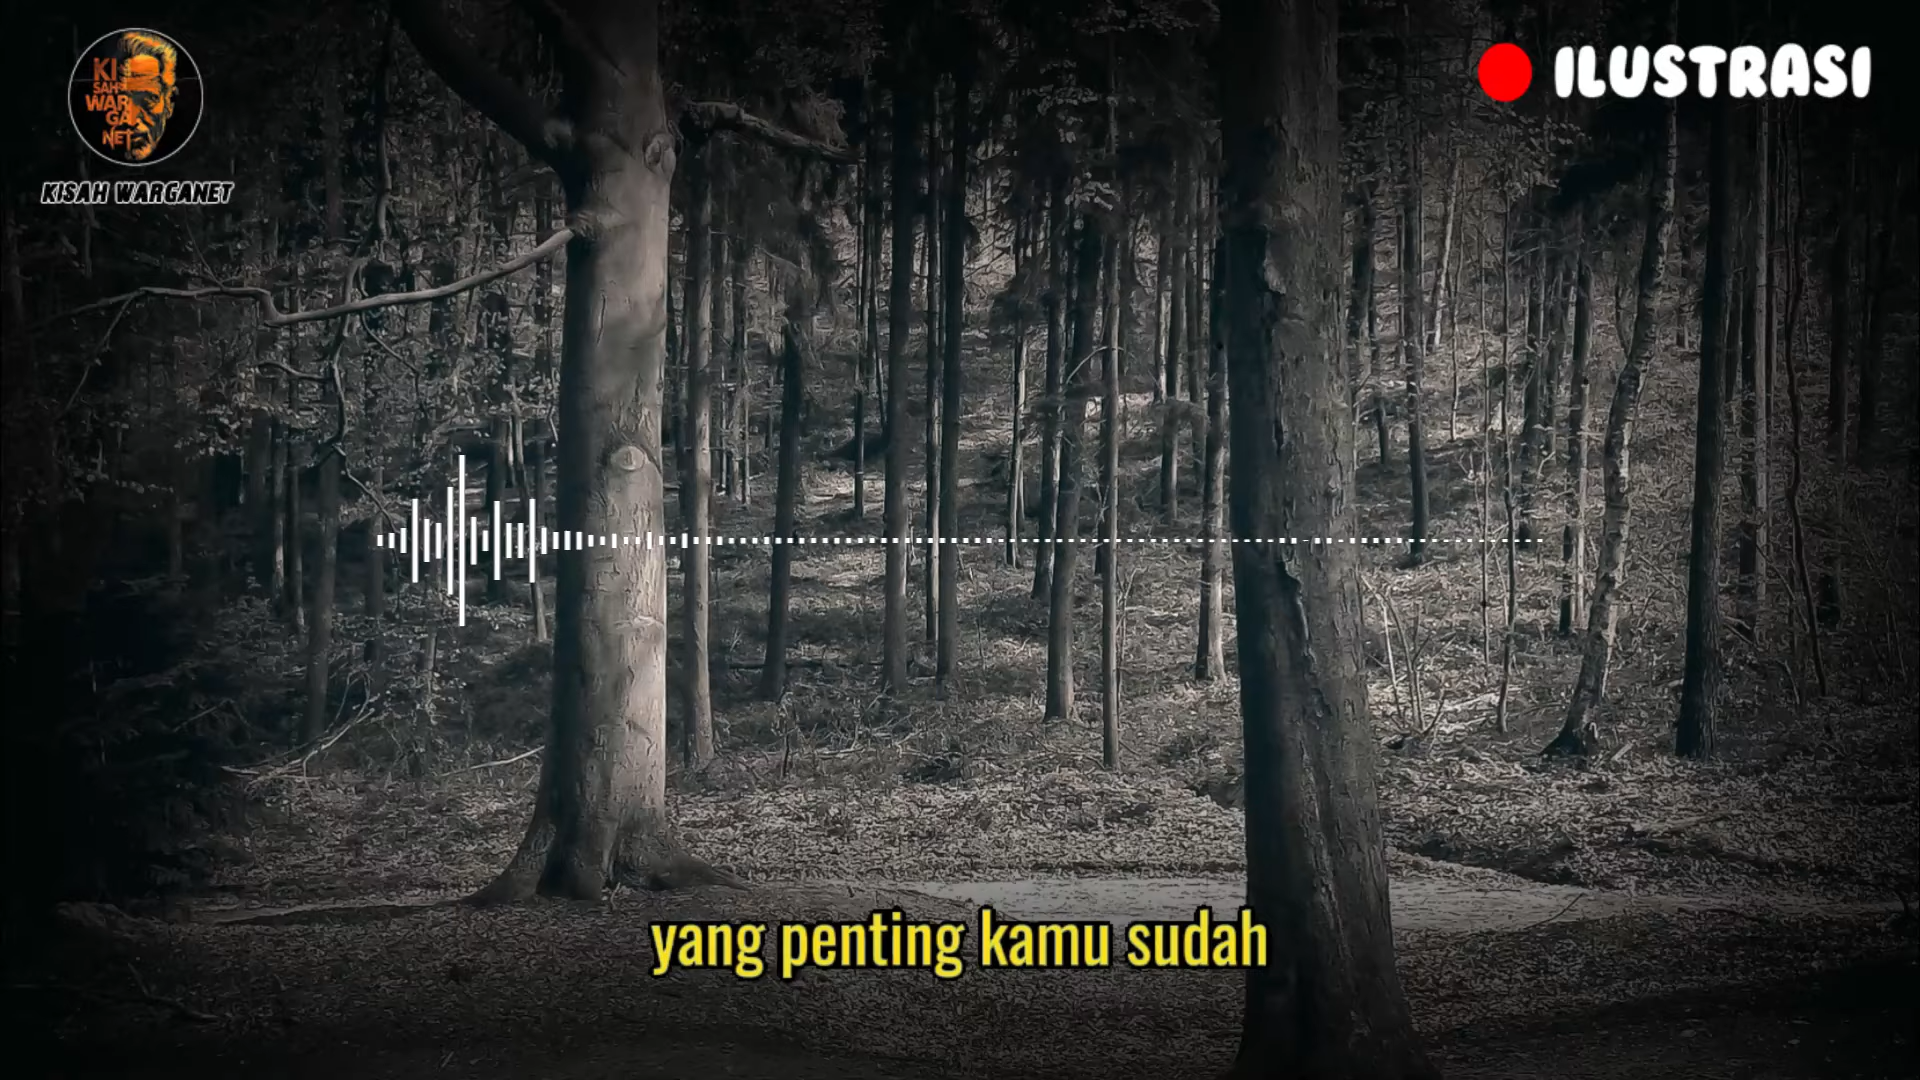 KI
SAH
WAR
GA
NET
KISAH WARGANET
ILUSTRASI
yang penting kamu sudah